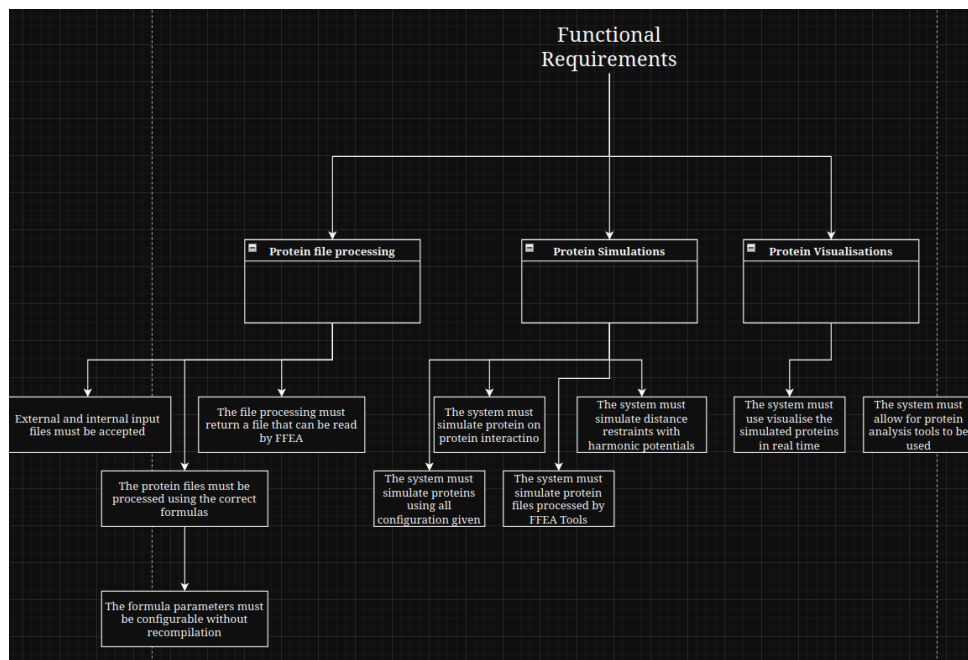 Functional
Requirements
Protein file processing
Protein Simulations
Protein Visualisations
External and internal input
files must be accepted
The file processing must
return a file that can be read
by FFEA
The system must
simulate protein on
protein interactino
The system must
simulate distance
restraints with
harmonic potentials
The system must
use visualise the
simulated proteins
in real time
The system must
allow for protein
analysis tools to be
used
The protein files must be
processed using the correct
formulas
The system must
simulate proteins
using all
configuration given
The system must
simulate protein
files processed by
FFEA Tools
The formula parameters must
be configurable without
recompilation